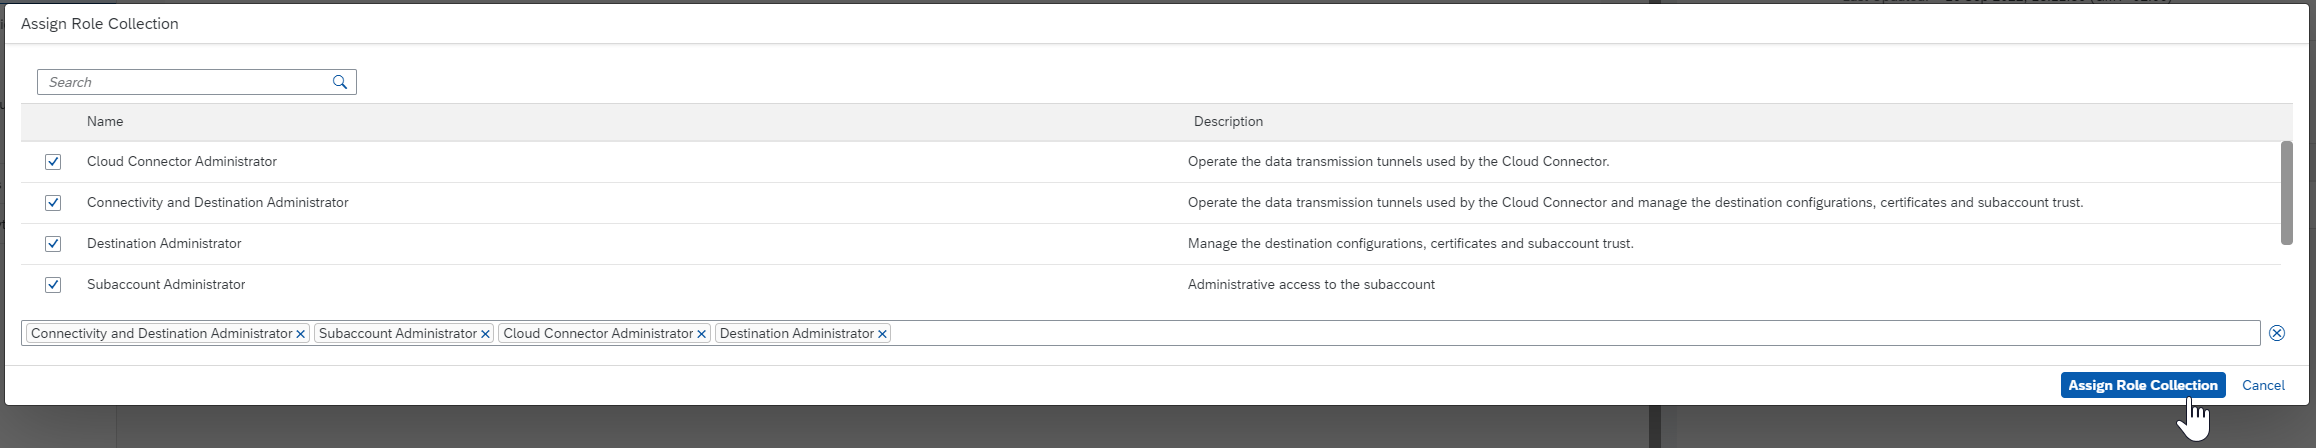 Assign Role Collection
Search
Name Description
Cloud Connector Administrator Operate the data transmission tunnels used by the Cloud Connector.
Connectivity and Destination Administrator Operate the data transmission tunnels used by the Cloud Connector and manage the destination configurations, certificates and subaccount trust.
Destination Administrator Manage the destination configurations, certificates and subaccount trust.
Subaccount Administrator Administrative access to the subaccount
Connectivity and Destination Administrator Subaccount Administrator Cloud Connector Administrator Destination Administrator
Assign Role Collection Cancel